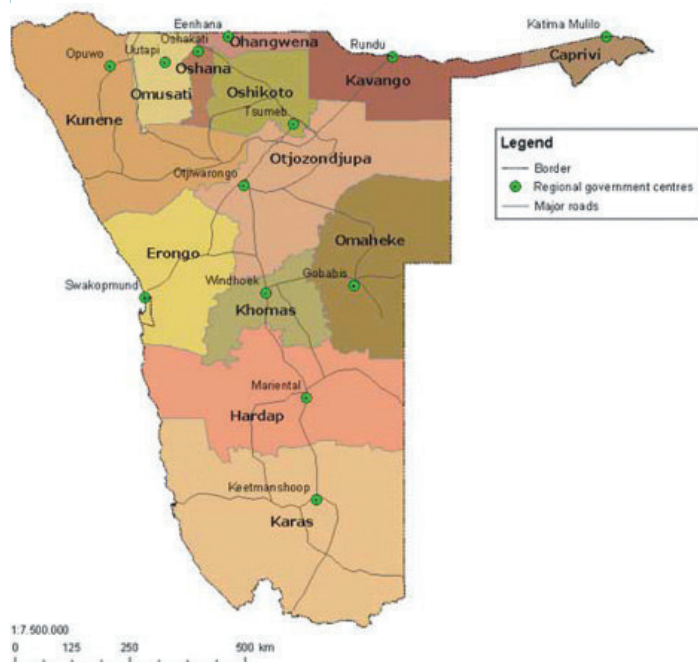 Eenhana
Katima Mulilo
Oshakati
Ohangwena
Opuwo
Uutapi
Rundu
Caprivi
Oshana
Kavango
Omusati
Oshikoto
Kunene
Tsumeb
Otjozondjupa
Otjiwarongo
Legend
Border
Regional government centres
Major roads
Omaheke
Erongo
Windhoek
Gobabis
Swakopmund
Khomas
Mariental
Hardap
Keetmanshoop
Karas
1:7.500.000
0 125 250 500 km